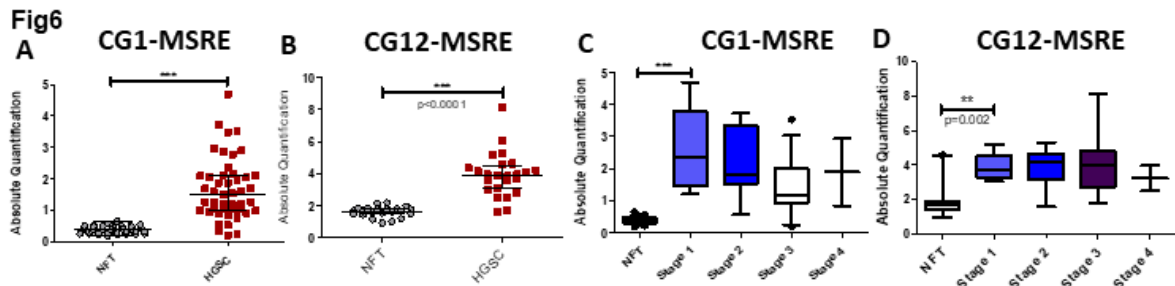 Fig6
A
CG1-MSRE
***
Absolute Quantification
5
4
3
2
1
0
NFT
HGSC
B
CG12-MSRE
***
p<0.0001
Absolute Quantification
10
8
6
4
2
0
NFT
HGSC
C
CG1-MSRE
***
Absolute Quantification
5
4
3
2
1
0
NFT
Stage 1
Stage 2
Stage 3
Stage 4
D
CG12-MSRE
**
p=0.002
Absolute Quantification
10
8
6
4
2
0
NFT
Stage 1
Stage 2
Stage 3
Stage 4